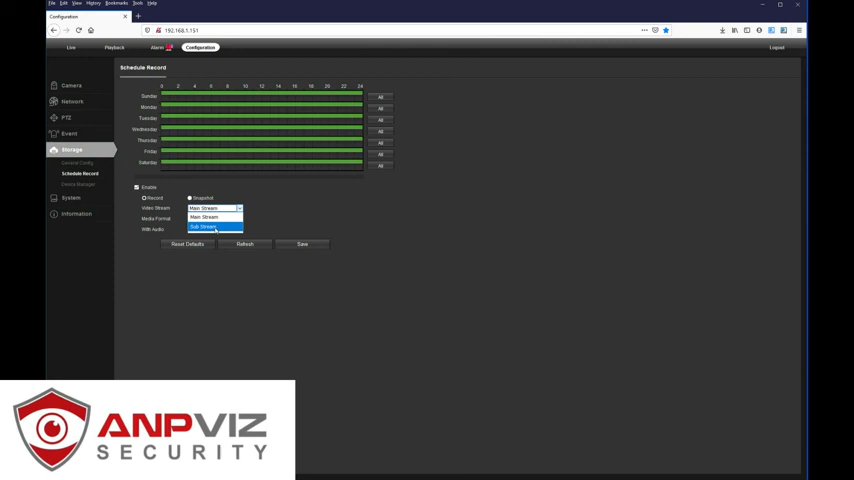 File Edit View History Bookmarks Tools Help
Configuration
192.168.1.151
Live Playback Alarm Configuration Logout
Schedule Record
0 2 4 6 8 10 12 14 16 18 20 22 24
Camera
Network
PTZ
Event
Storage
General Config.
Schedule Record
Device Manager
System
Information
Sunday All
Monday All
Tuesday All
Wednesday All
Thursday All
Friday All
Saturday All
Enable
Record Snapshot
Video Stream Main Stream
Main Stream
Sub Stream
Media Format
With Audio
Reset Defaults Refresh Save
ANPVIZ
SECURITY